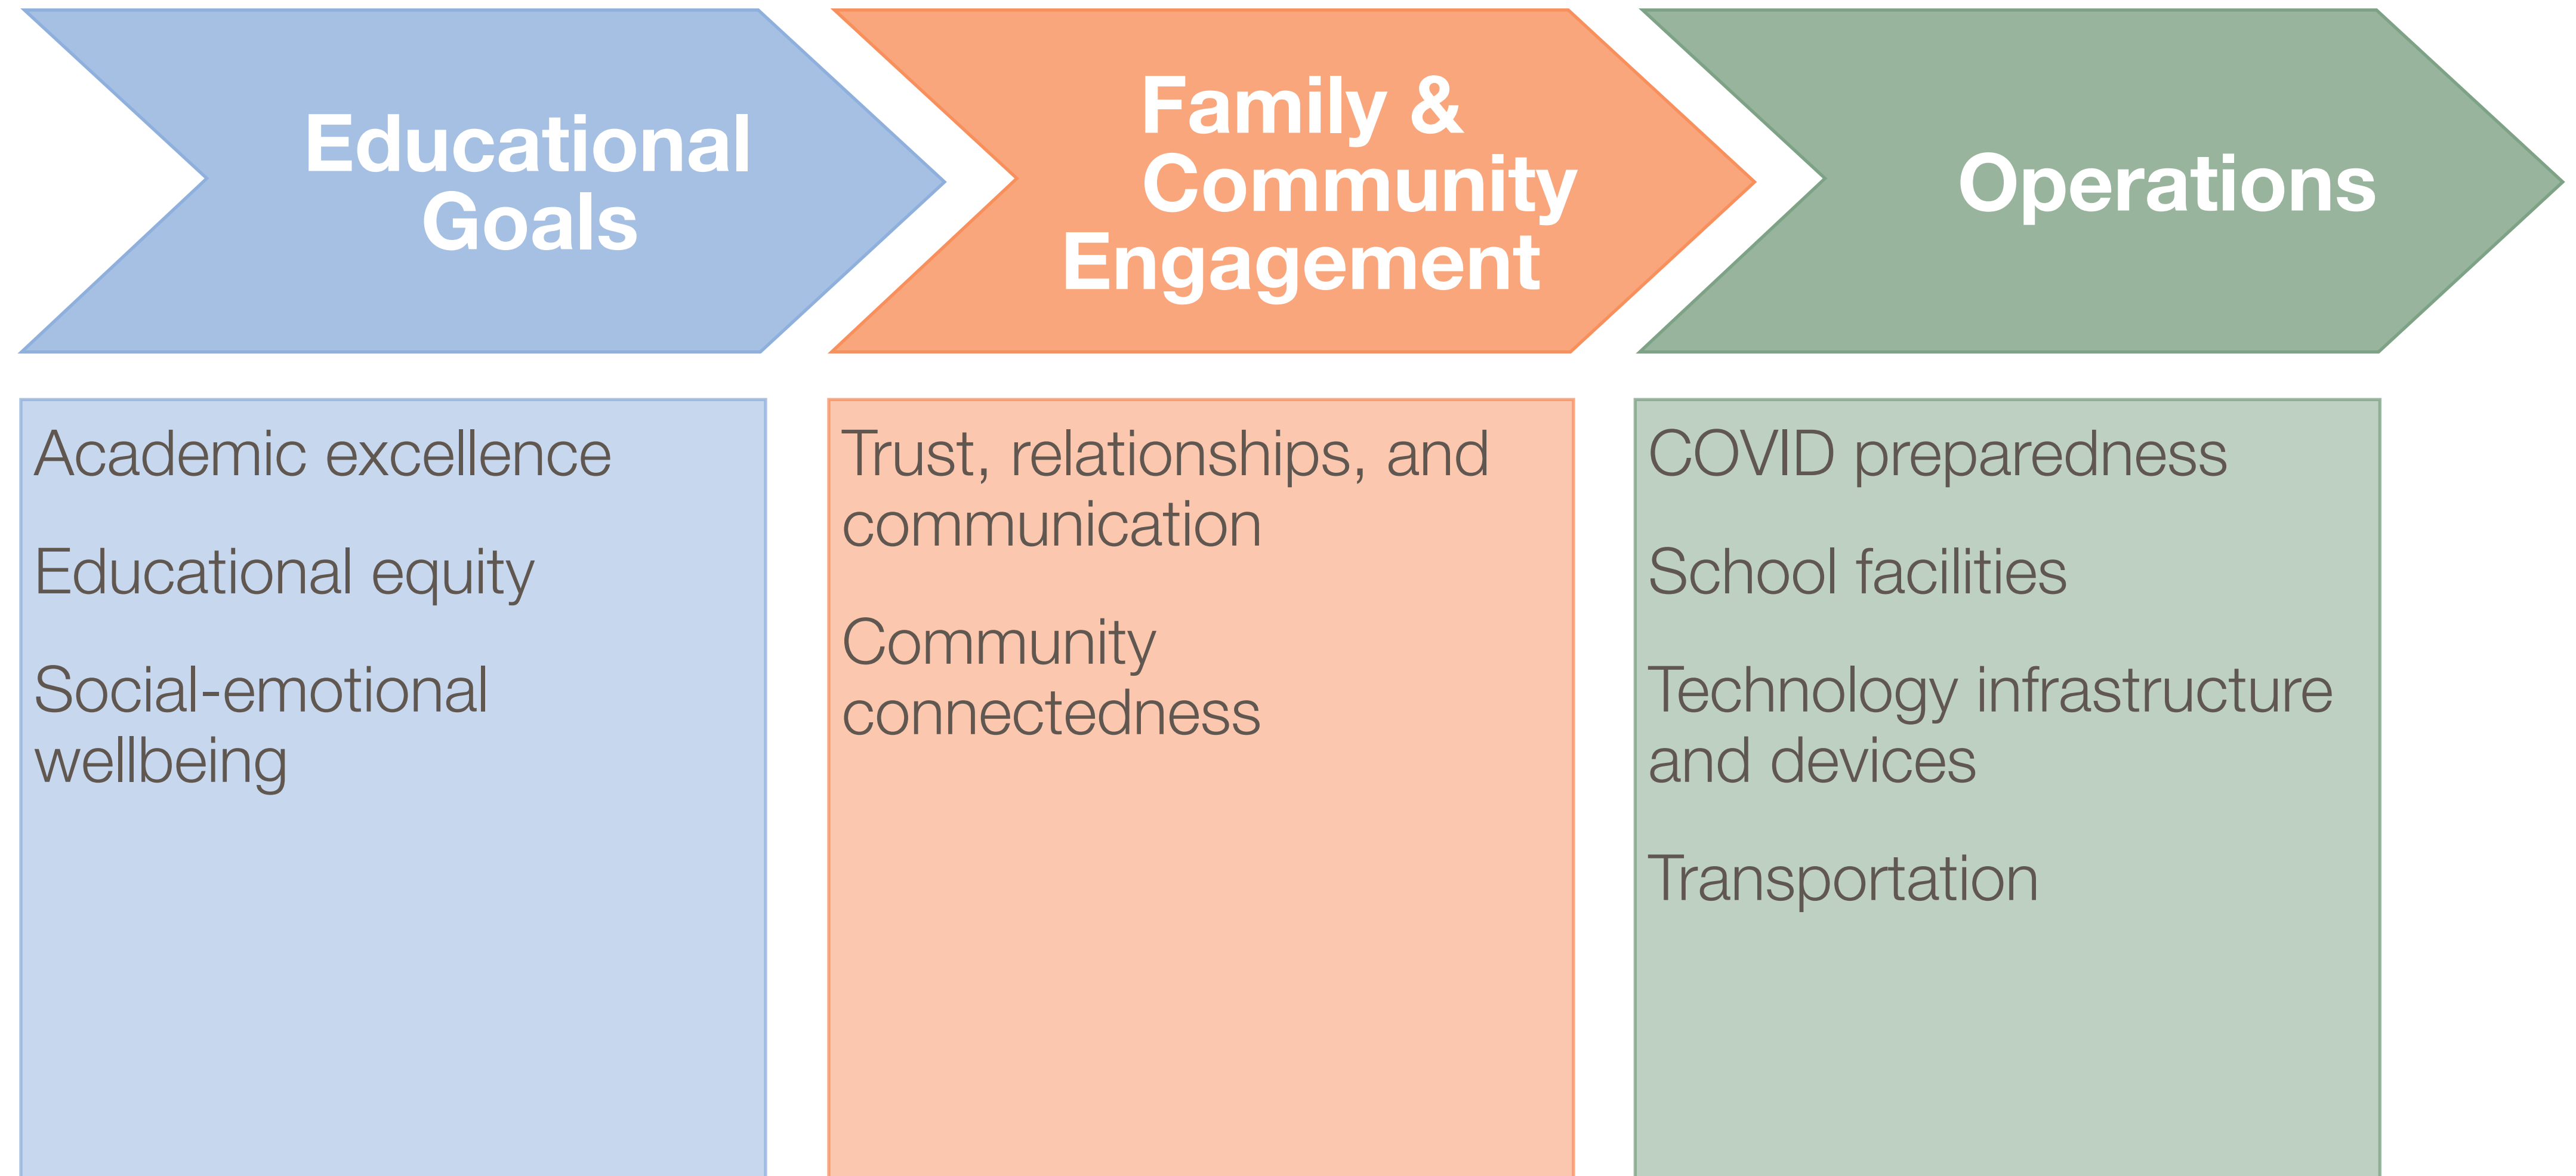 Educational
Goals
Academic excellence
Educational equity
Social-emotional
wellbeing
Family &
Community
Engagement
Trust, relationships, and
communication
Community
connectedness
Operations
COVID preparedness
School facilities
Technology infrastructure
and devices
Transportation